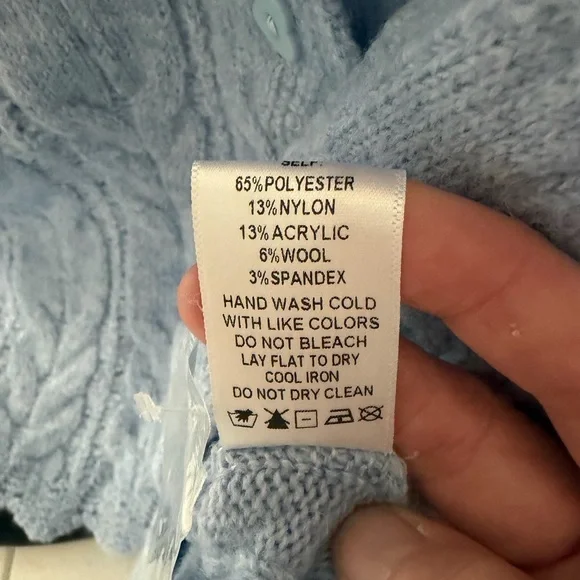 SELF:
65%POLYESTER
13%NYLON
13%ACRYLIC
6%WOOL
3%SPANDEX
HAND WASH COLD
WITH LIKE COLORS
DO NOT BLEACH
LAY FLAT TO DRY
COOL IRON
DO NOT DRY CLEAN